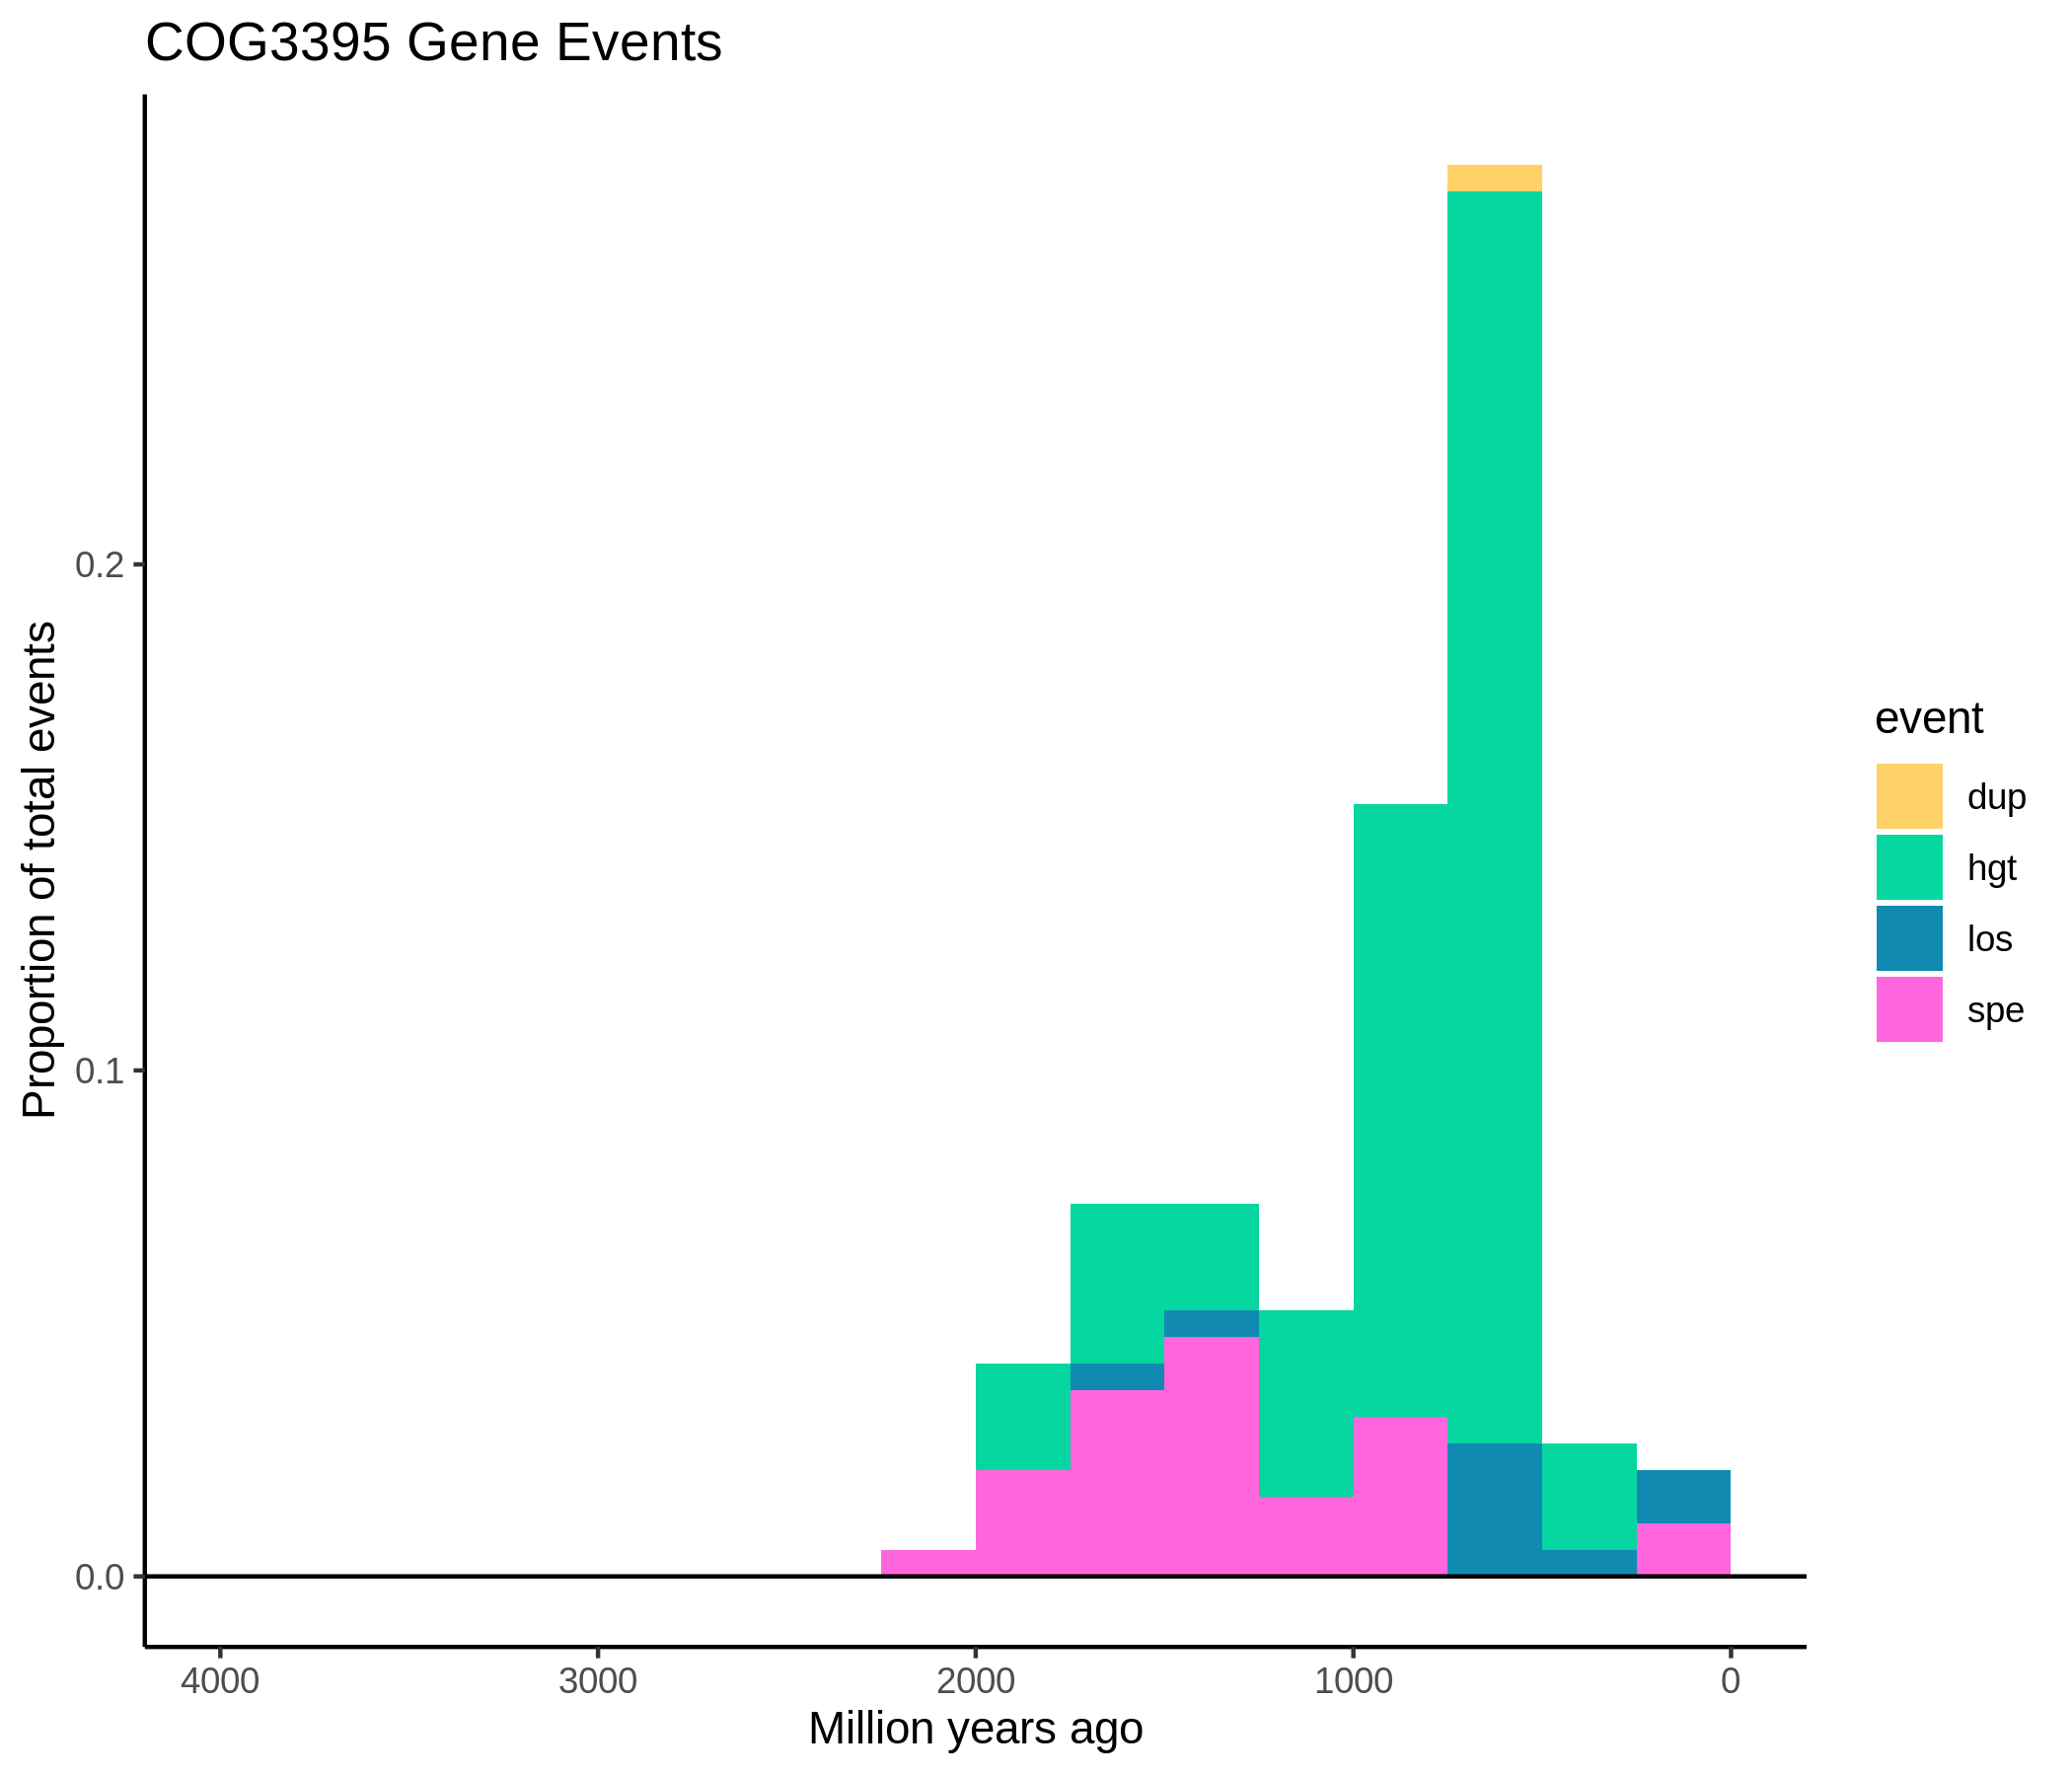 COG3395 Gene Events
Proportion of total events
0.2
0.1
0.0
4000 3000 2000 1000 0
Million years ago
event
dup
hgt
los
spe